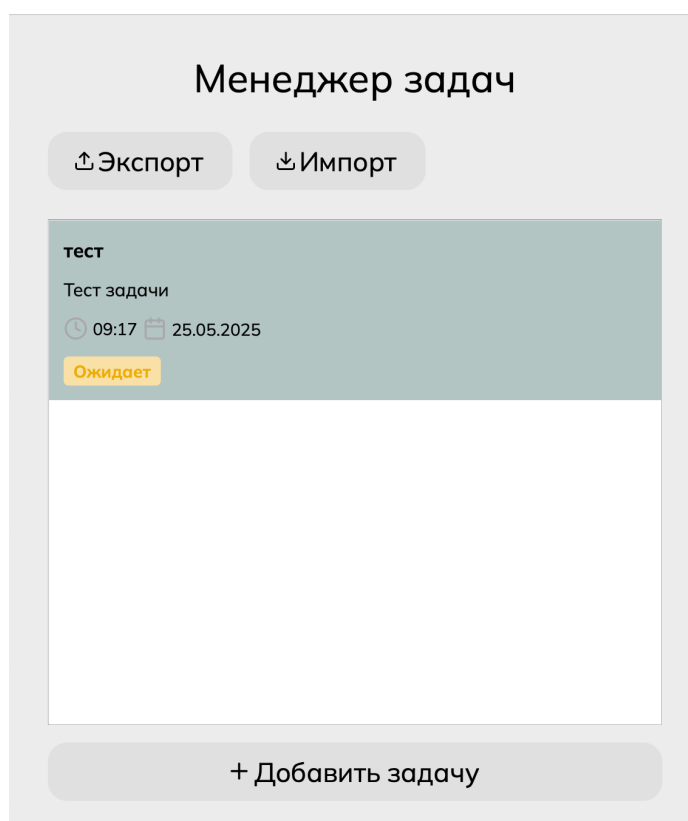 Менеджер задач
Экспорт Импорт
тест
Тест задачи
09:17 25.05.2025
Ожидает
+ Добавить задачу